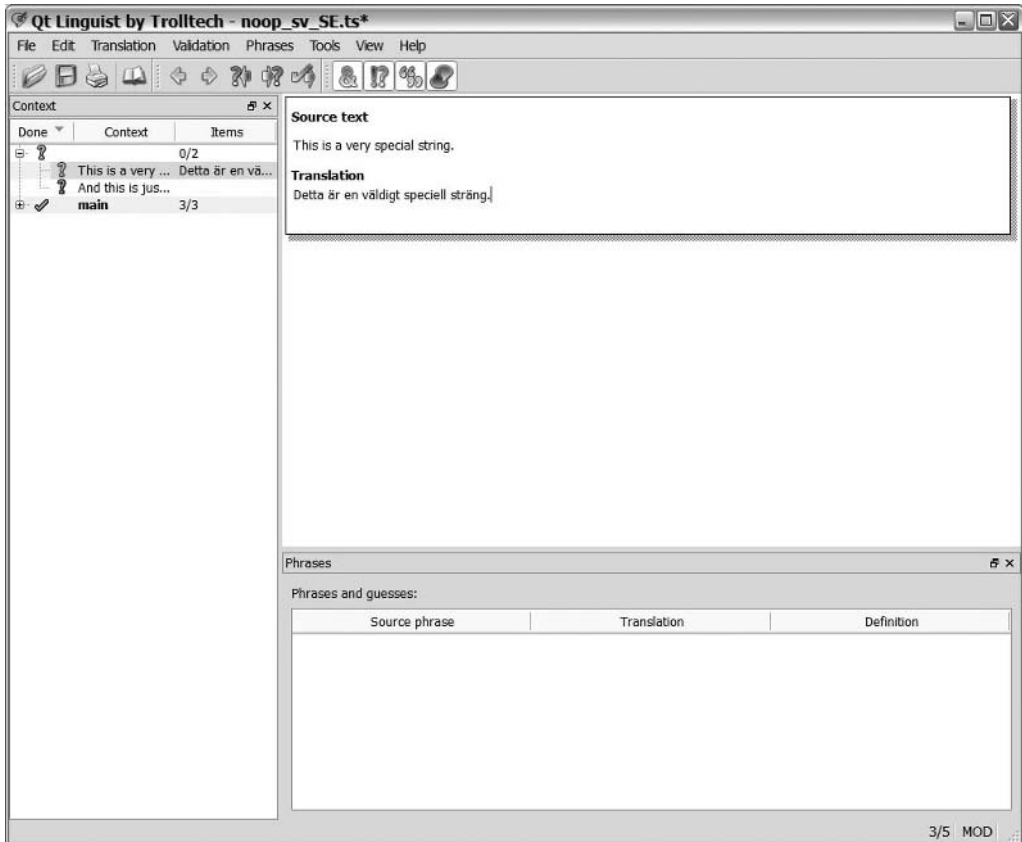 Qt Linguist by Trolltech - noop_sv_SE.ts*
File Edit Translation Validation Phrases Tools View Help
Context
Done Context Items
0/2
This is a very ... Detta är en vä...
And this is jus...
main 3/3
Source text
This is a very special string.
Translation
Detta är en väldigt speciell sträng.
Phrases
Phrases and guesses:
Source phrase Translation Definition
3/5 MOD